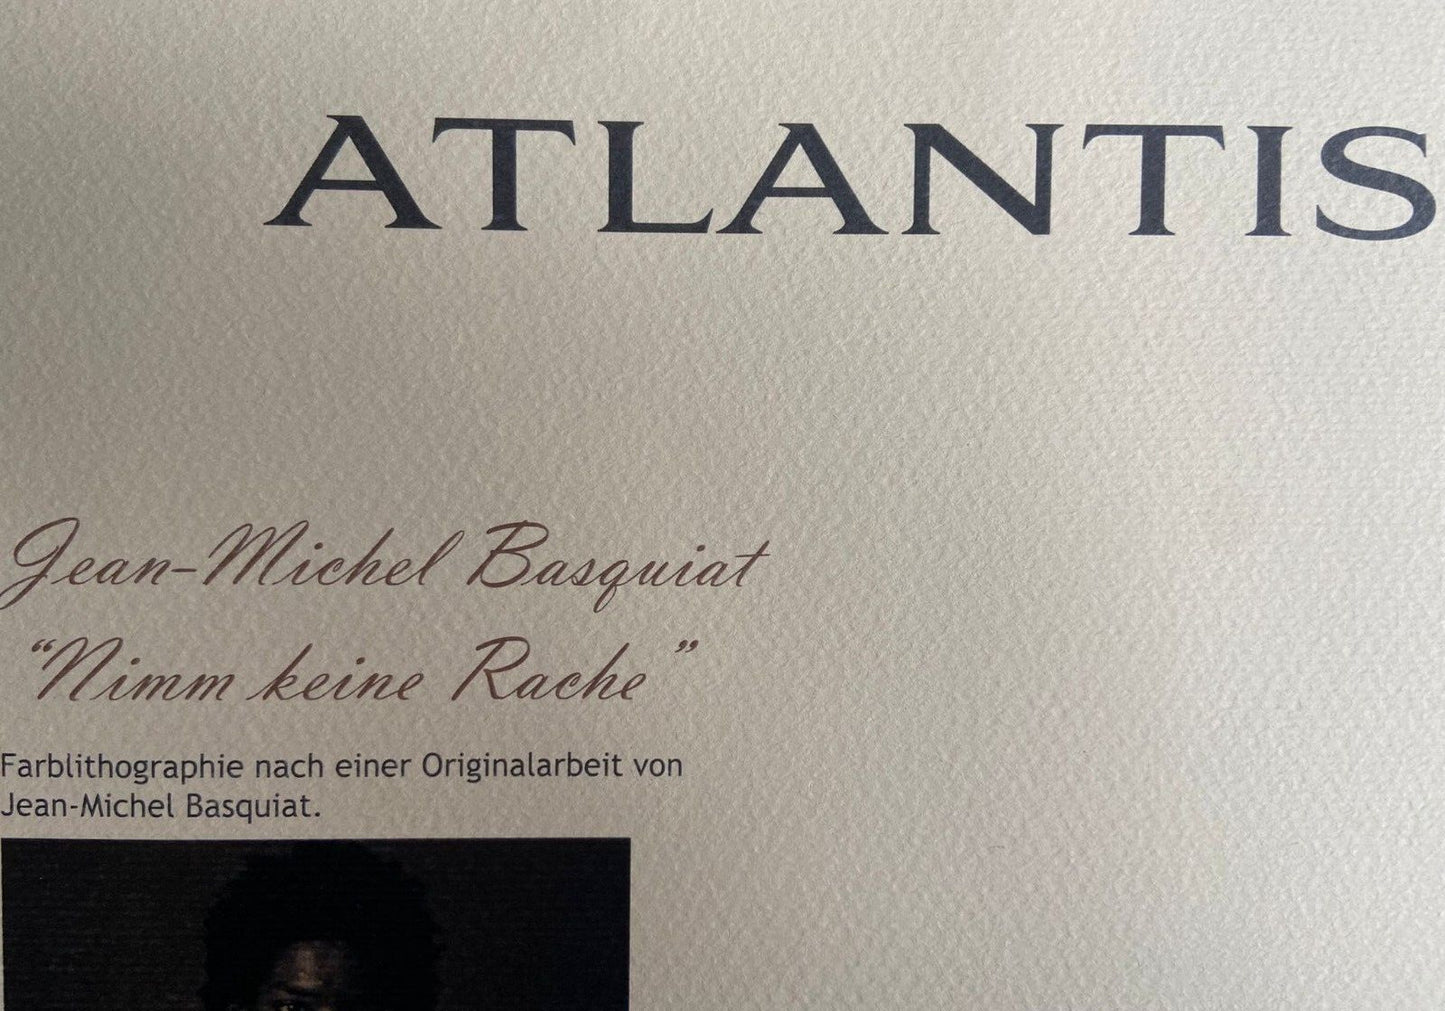 ATLANTIS
Jean-Michel Basquiat
“Nimm keine Rache”
Farblithographie nach einer Originalarbeit von
Jean-Michel Basquiat.